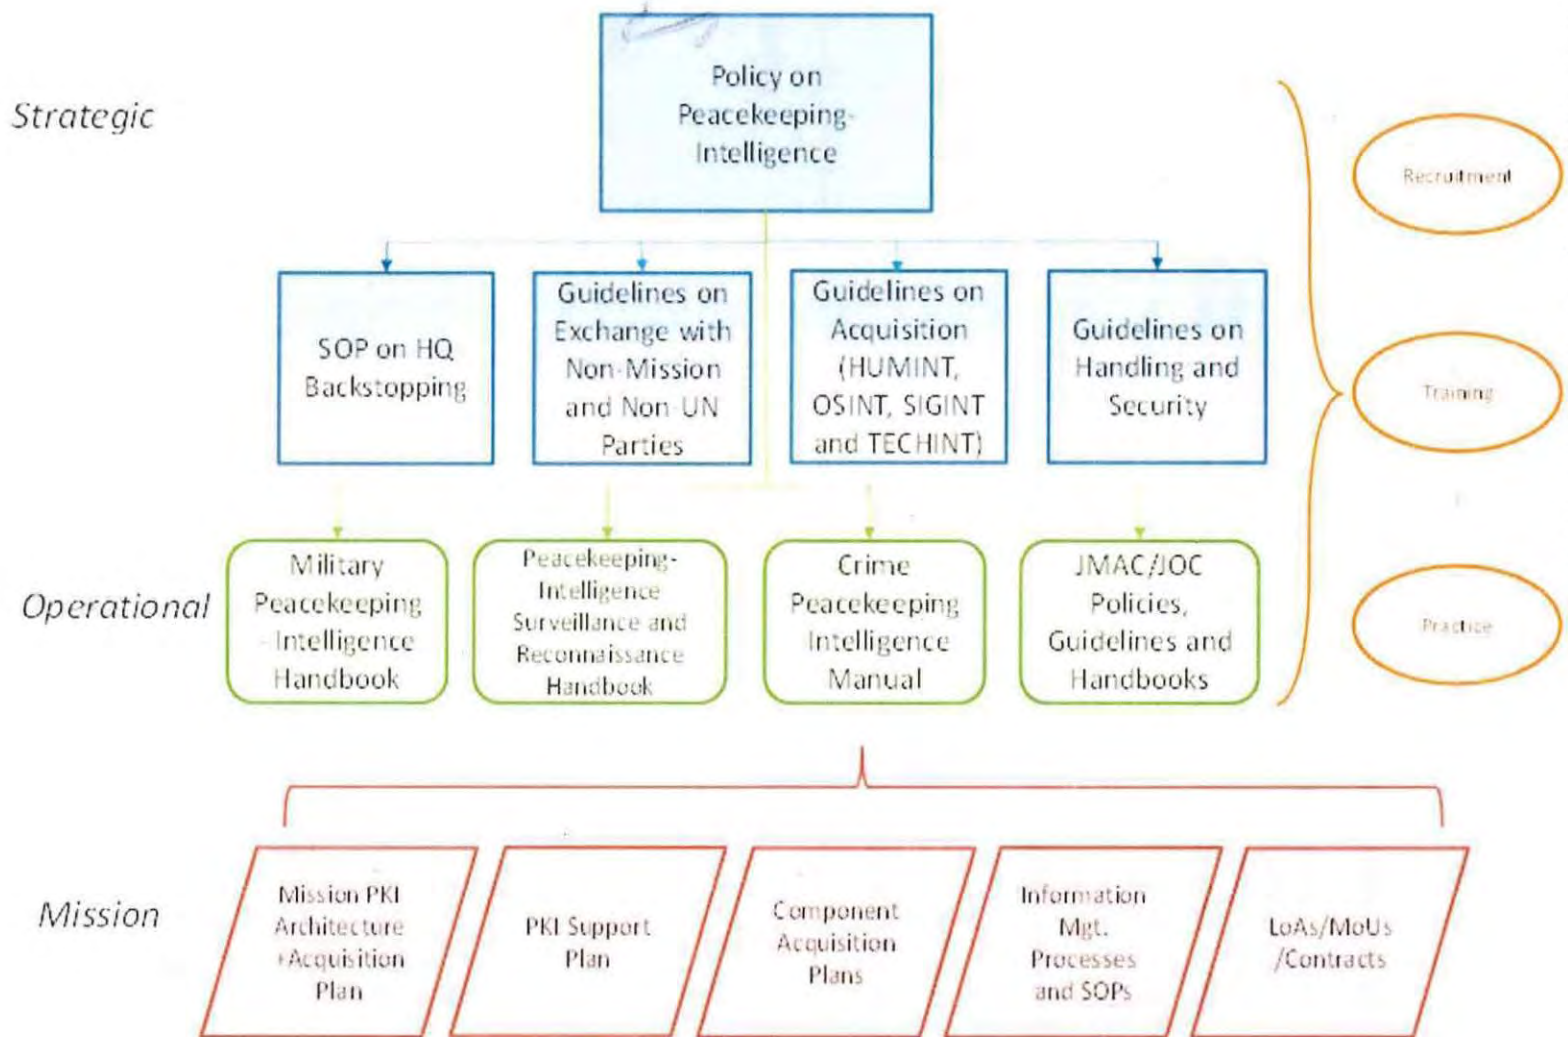 Strategic
Policy on
Peacekeeping-
Intelligence
SOP on HQ
Backstopping
Guidelines on
Exchange with
Non-Mission
and Non-UN
Parties
Guidelines on
Acquisition
(HUMINT,
OSINT, SIGINT
and TECHINT)
Guidelines on
Handling and
Security
Recruitment
Training
Practice
Operational
Military
Peacekeeping
-Intelligence
Handbook
Peacekeeping-
Intelligence
Surveillance and
Reconnaissance
Handbook
Crime
Peacekeeping
Intelligence
Manual
JMAC/JOC
Policies,
Guidelines and
Handbooks
Mission
Mission PKI
Architecture
+Acquisition
Plan
PKI Support
Plan
Component
Acquisition
Plans
Information
Mgt.
Processes
and SOPs
LoAs/MoUs
/Contracts